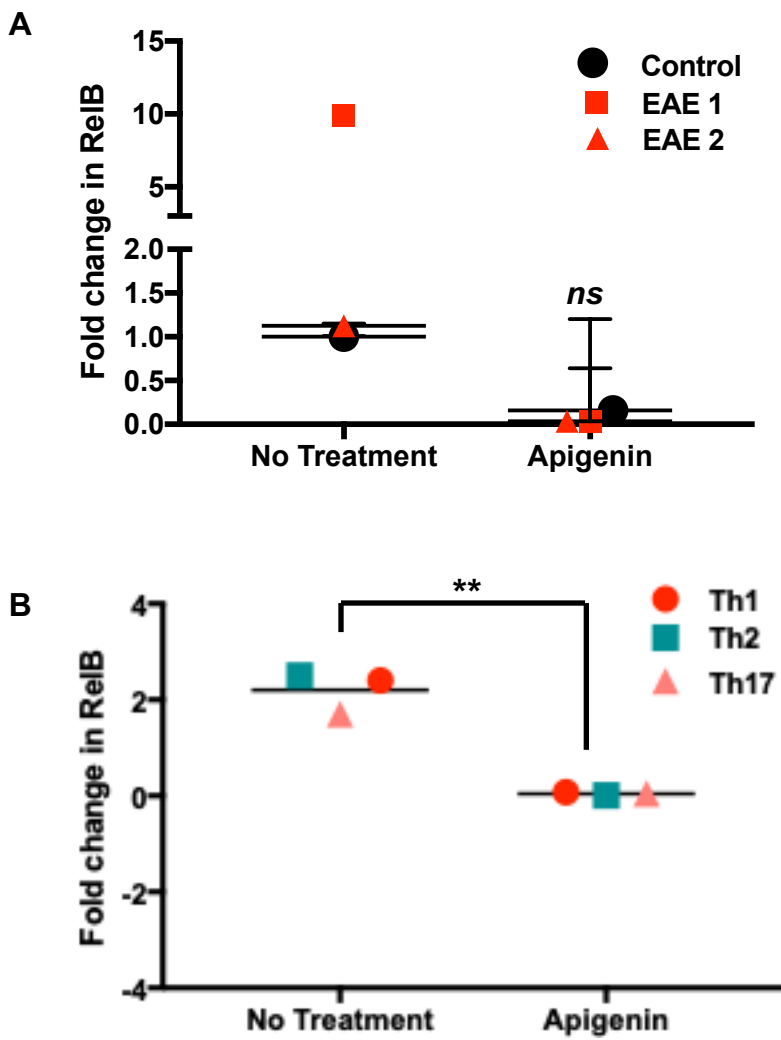 A
Fold change in RelB
15
10
5
2.0
1.5
1.0
0.5
0.0
Control
EAE 1
EAE 2
ns
No Treatment
Apigenin
B
Fold change in RelB
4
2
0
-2
-4
**
Th1
Th2
Th17
No Treatment
Apigenin